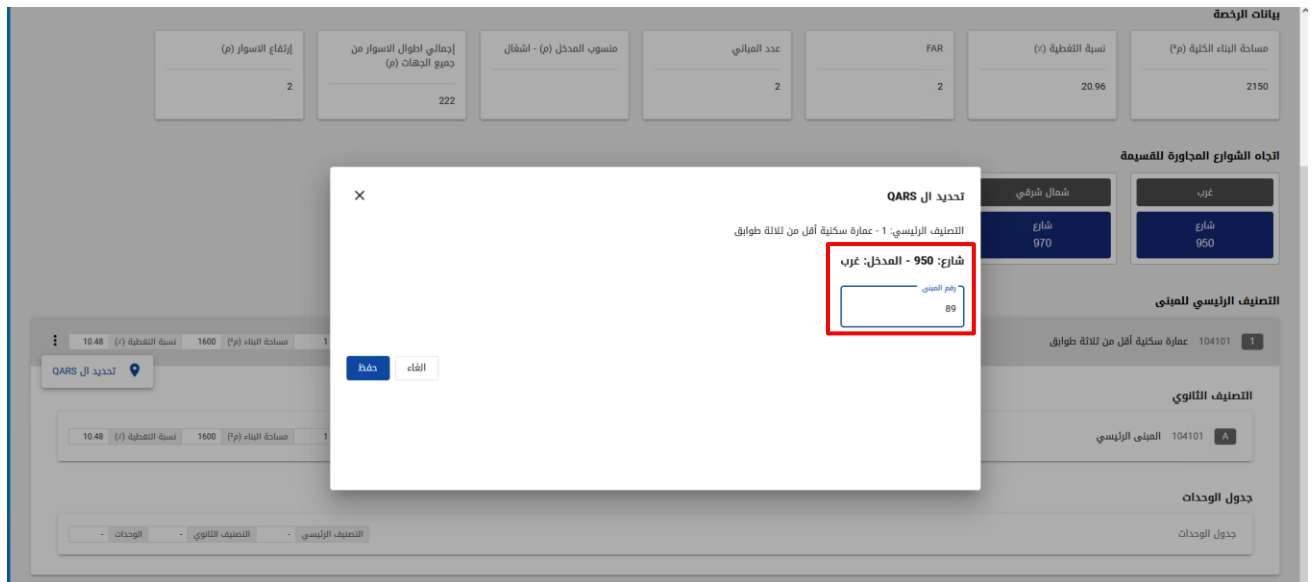 بيانات الرخصة
مساحة البناء الكلية (م²)
2150
نسبة التغطية (٪)
20.96
FAR
2
عدد المباني
2
منسوب المدخل (م) - اشغال
إجمالي اطوال الاسوار من
جميع الجهات (م)
222
إرتفاع الاسوار (م)
2
اتجاه الشوارع المجاورة للقسيمة
غرب
شارع
950
شمال شرقي
شارع
970
تحديد ال QARS
التصنيف الرئيسي: 1 - عمارة سكنية أقل من ثلاثة طوابق
شارع: 950 - المدخل: غرب
رقم المبنى
89
الغاء
حفظ
التصنيف الرئيسي للمبنى
1 104101 عمارة سكنية أقل من ثلاثة طوابق
1 مساحة البناء (م²) 1600 نسبة التغطية (٪) 10.48
تحديد ال QARS
التصنيف الثانوي
A 104101 المبنى الرئيسي
1 مساحة البناء (م²) 1600 نسبة التغطية (٪) 10.48
جدول الوحدات
جدول الوحدات
التصنيف الرئيسي - التصنيف الثانوي - الوحدات -